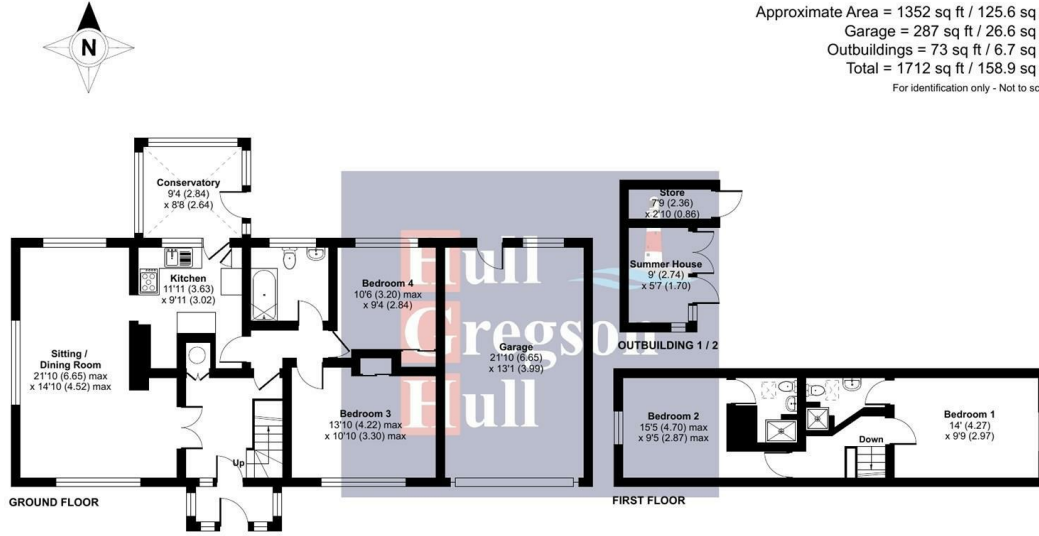 Approximate Area = 1352 sq ft / 125.6 sq
Garage = 287 sq ft / 26.6 sq
Outbuildings = 73 sq ft / 6.7 sq
Total = 1712 sq ft / 158.9 sq
For identification only - Not to sc
N
Conservatory
9'4 (2.84)
x 8'8 (2.64)
Kitchen
11'11 (3.63)
x 9'11 (3.02)
Bedroom 4
10'6 (3.20) max
x 9'4 (2.84)
Store
7'9 (2.36)
x 2'10 (0.86)
Summer House
9' (2.74)
x 5'7 (1.70)
OUTBUILDING 1 / 2
Sitting /
Dining Room
21'10 (6.65) max
x 14'10 (4.52) max
Garage
21'10 (6.65)
x 13'1 (3.99)
Bedroom 3
13'10 (4.22) max
x 10'10 (3.30) max
Up
Hull
Gregson
Hull
Bedroom 2
15'5 (4.70) max
x 9'5 (2.87) max
Down
Bedroom 1
14' (4.27)
x 9'9 (2.97)
GROUND FLOOR
FIRST FLOOR